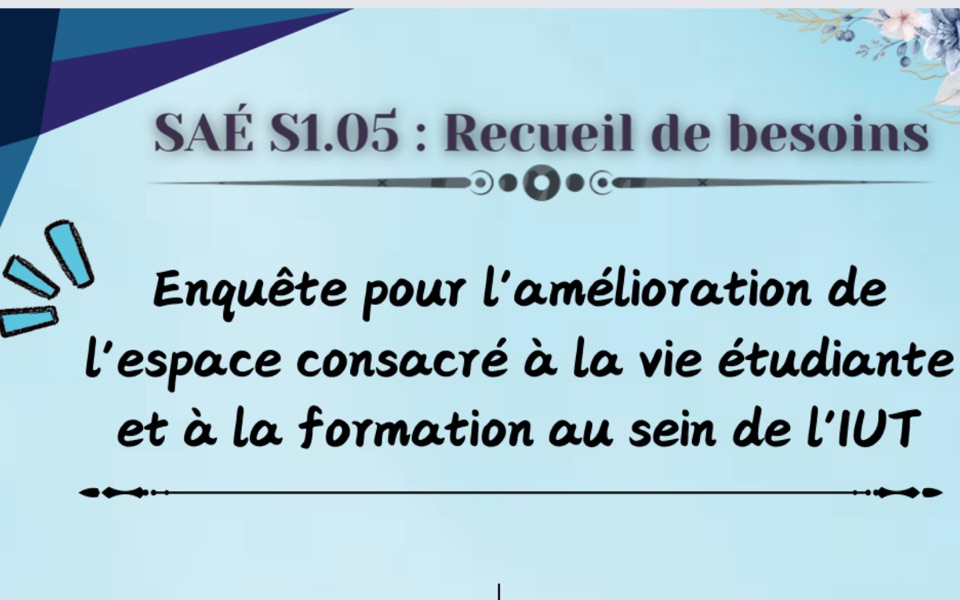 SAÉ S1.05 : Recueil de besoins
Enquête pour l'amélioration de
l'espace consacré à la vie étudiante
et à la formation au sein de l'IUT